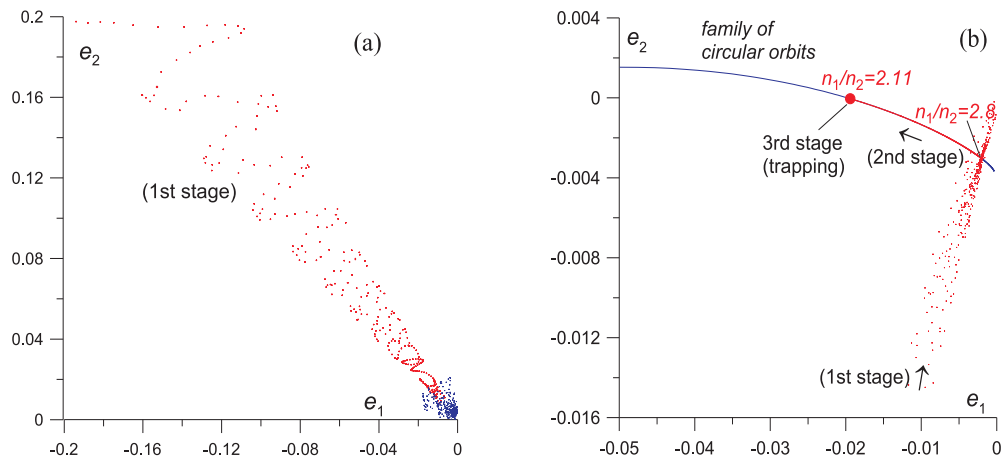 0.2
0.16
0.12
0.08
0.04
0
e2
(a)
(1st stage)
e1
-0.2
-0.16
-0.12
-0.08
-0.04
0
0.004
0
-0.004
-0.008
-0.012
-0.016
e2
family of
circular orbits
(b)
n1/n2=2.11
n1/n2=2.8
3rd stage
(trapping)
(2nd stage)
(1st stage)
e1
-0.05
-0.04
-0.03
-0.02
-0.01
0